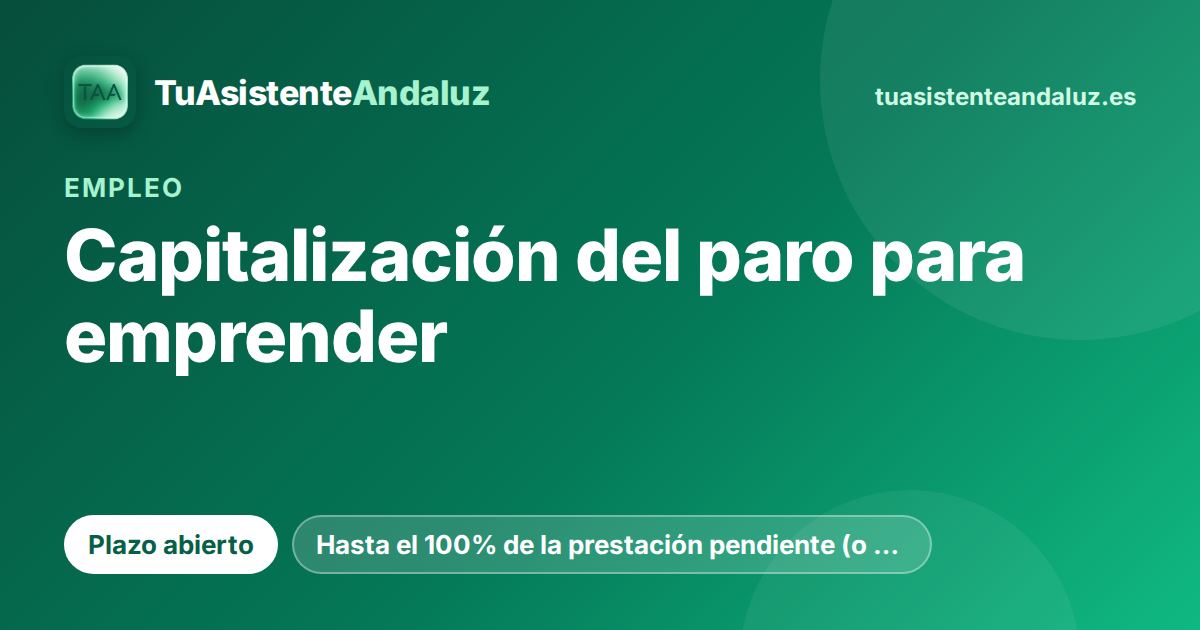 TAA
TuAsistenteAndaluz
tuasistenteandaluz.es
EMPLEO
Capitalización del paro para
emprender
Plazo abierto
Hasta el 100% de la prestación pendiente (o ...